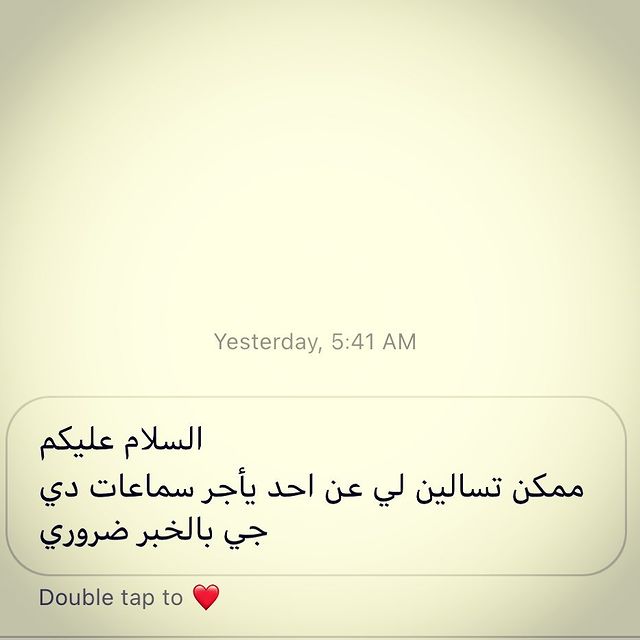 Yesterday, 5:41 AM
السلام عليكم
ممكن تسالين لي عن احد يأجر سماعات دي
جي بالخبر ضروري
Double tap to ❤️